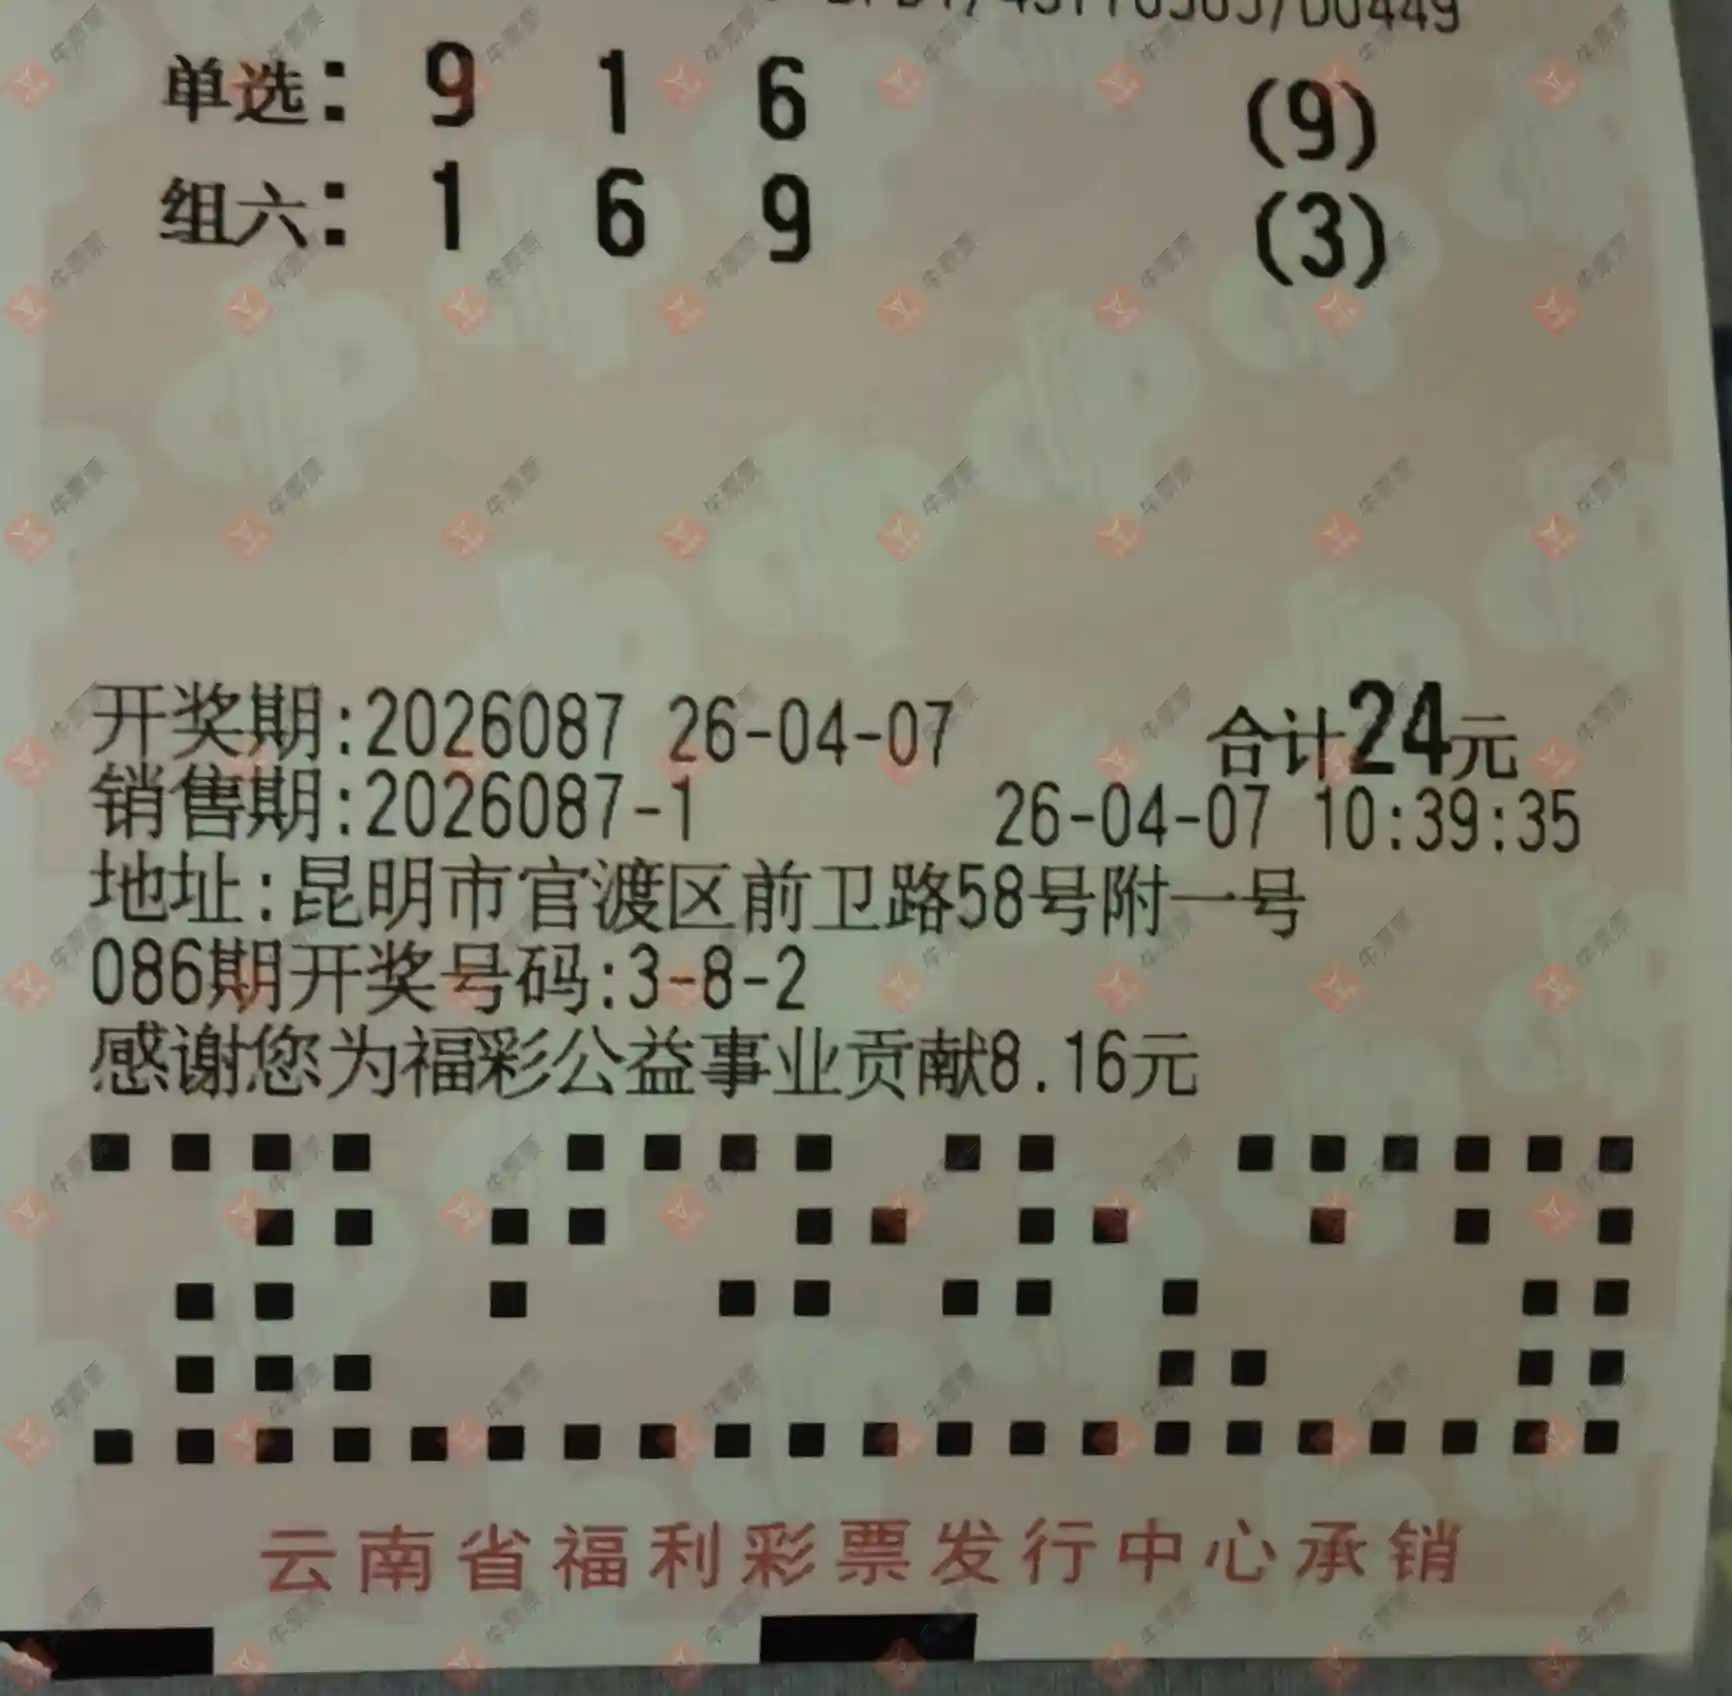 单选: 9 1 6 (9)
组六: 1 6 9 (3)
开奖期:2026087 26-04-07 合计24元
销售期:2026087-1 26-04-07 10:39:35
地址:昆明市官渡区前卫路58号附一号
086期开奖号码:3-8-2
感谢您为福彩公益事业贡献8.16元
云南省福利彩票发行中心承销
牛票票